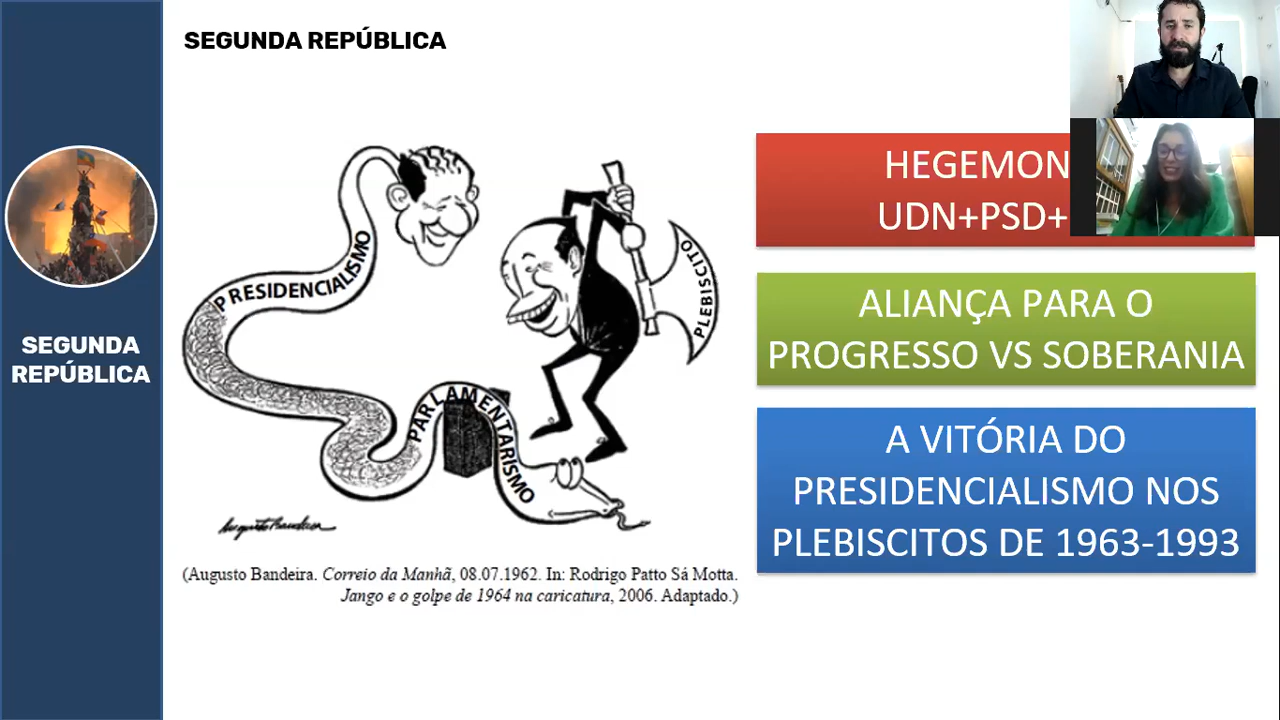 SEGUNDA REPÚBLICA
SEGUNDA
REPÚBLICA
PRESIDENCIALISMO
PARLAMENTARISMO
PLEBISCITO
(Augusto Bandeira. Correio da Manhã, 08.07.1962. In: Rodrigo Patto Sá Motta.
Jango e o golpe de 1964 na caricatura, 2006. Adaptado.)
HEGEMON
UDN+PSD+
ALIANÇA PARA O
PROGRESSO VS SOBERANIA
A VITÓRIA DO
PRESIDENCIALISMO NOS
PLEBISCITOS DE 1963-1993